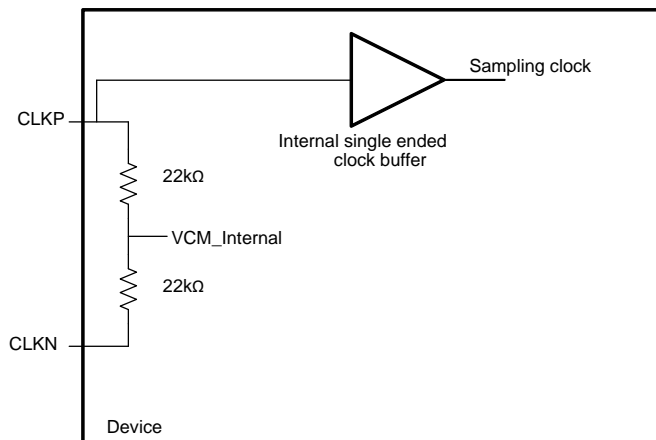 Sampling clock
CLKP
Internal single ended
clock buffer
22kΩ
VCM_Internal
22kΩ
CLKN
Device